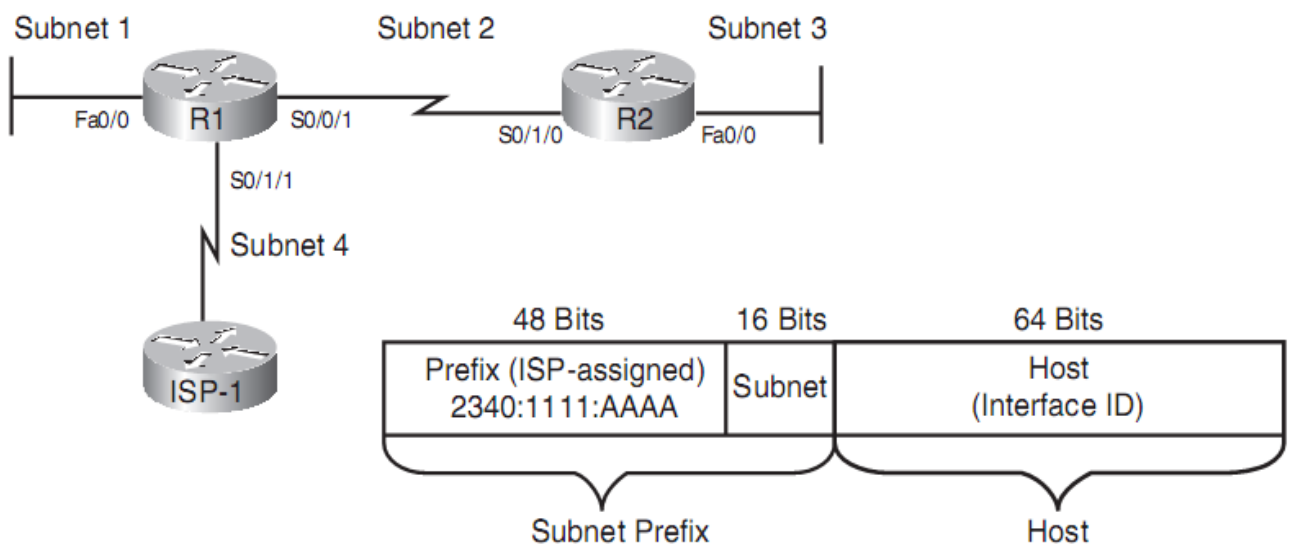 Subnet 1
Subnet 2
Subnet 3
Fa0/0
R1
S0/0/1
S0/1/0
R2
Fa0/0
S0/1/1
Subnet 4
ISP-1
48 Bits
16 Bits
64 Bits
Prefix (ISP-assigned)
2340:1111:AAAA
Subnet
Host
(Interface ID)
Subnet Prefix
Host